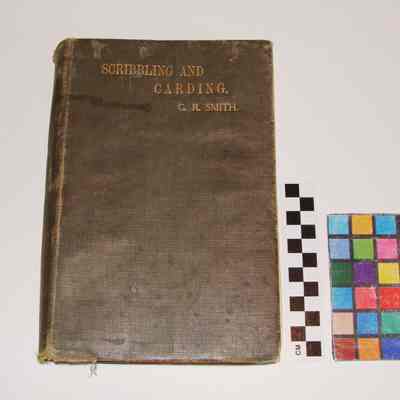 SCRIBBLING AND
CARDING.
C. R. SMITH.
CM